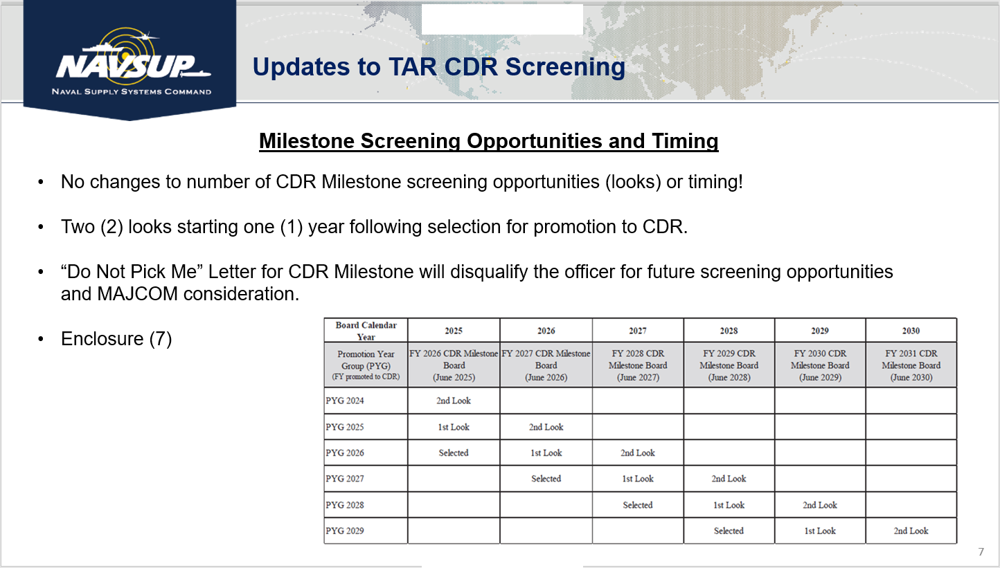 NAVSUP
NAVAL SUPPLY SYSTEMS COMMAND
Updates to TAR CDR Screening
Milestone Screening Opportunities and Timing
• No changes to number of CDR Milestone screening opportunities (looks) or timing!
• Two (2) looks starting one (1) year following selection for promotion to CDR.
• “Do Not Pick Me” Letter for CDR Milestone will disqualify the officer for future screening opportunities
and MAJCOM consideration.
• Enclosure (7)
Board Calendar
Year
2025
2026
2027
2028
2029
2030
Promotion Year
Group (PYG)
(FY promoted to CDR)
FY 2026 CDR Milestone
Board
(June 2025)
FY 2027 CDR Milestone
Board
(June 2026)
FY 2028 CDR
Milestone Board
(June 2027)
FY 2029 CDR
Milestone Board
(June 2028)
FY 2030 CDR
Milestone Board
(June 2029)
FY 2031 CDR
Milestone Board
(June 2030)
PYG 2024 2nd Look
PYG 2025 1st Look 2nd Look
PYG 2026 Selected 1st Look 2nd Look
PYG 2027 Selected 1st Look 2nd Look
PYG 2028 Selected 1st Look 2nd Look
PYG 2029 Selected 1st Look 2nd Look
7